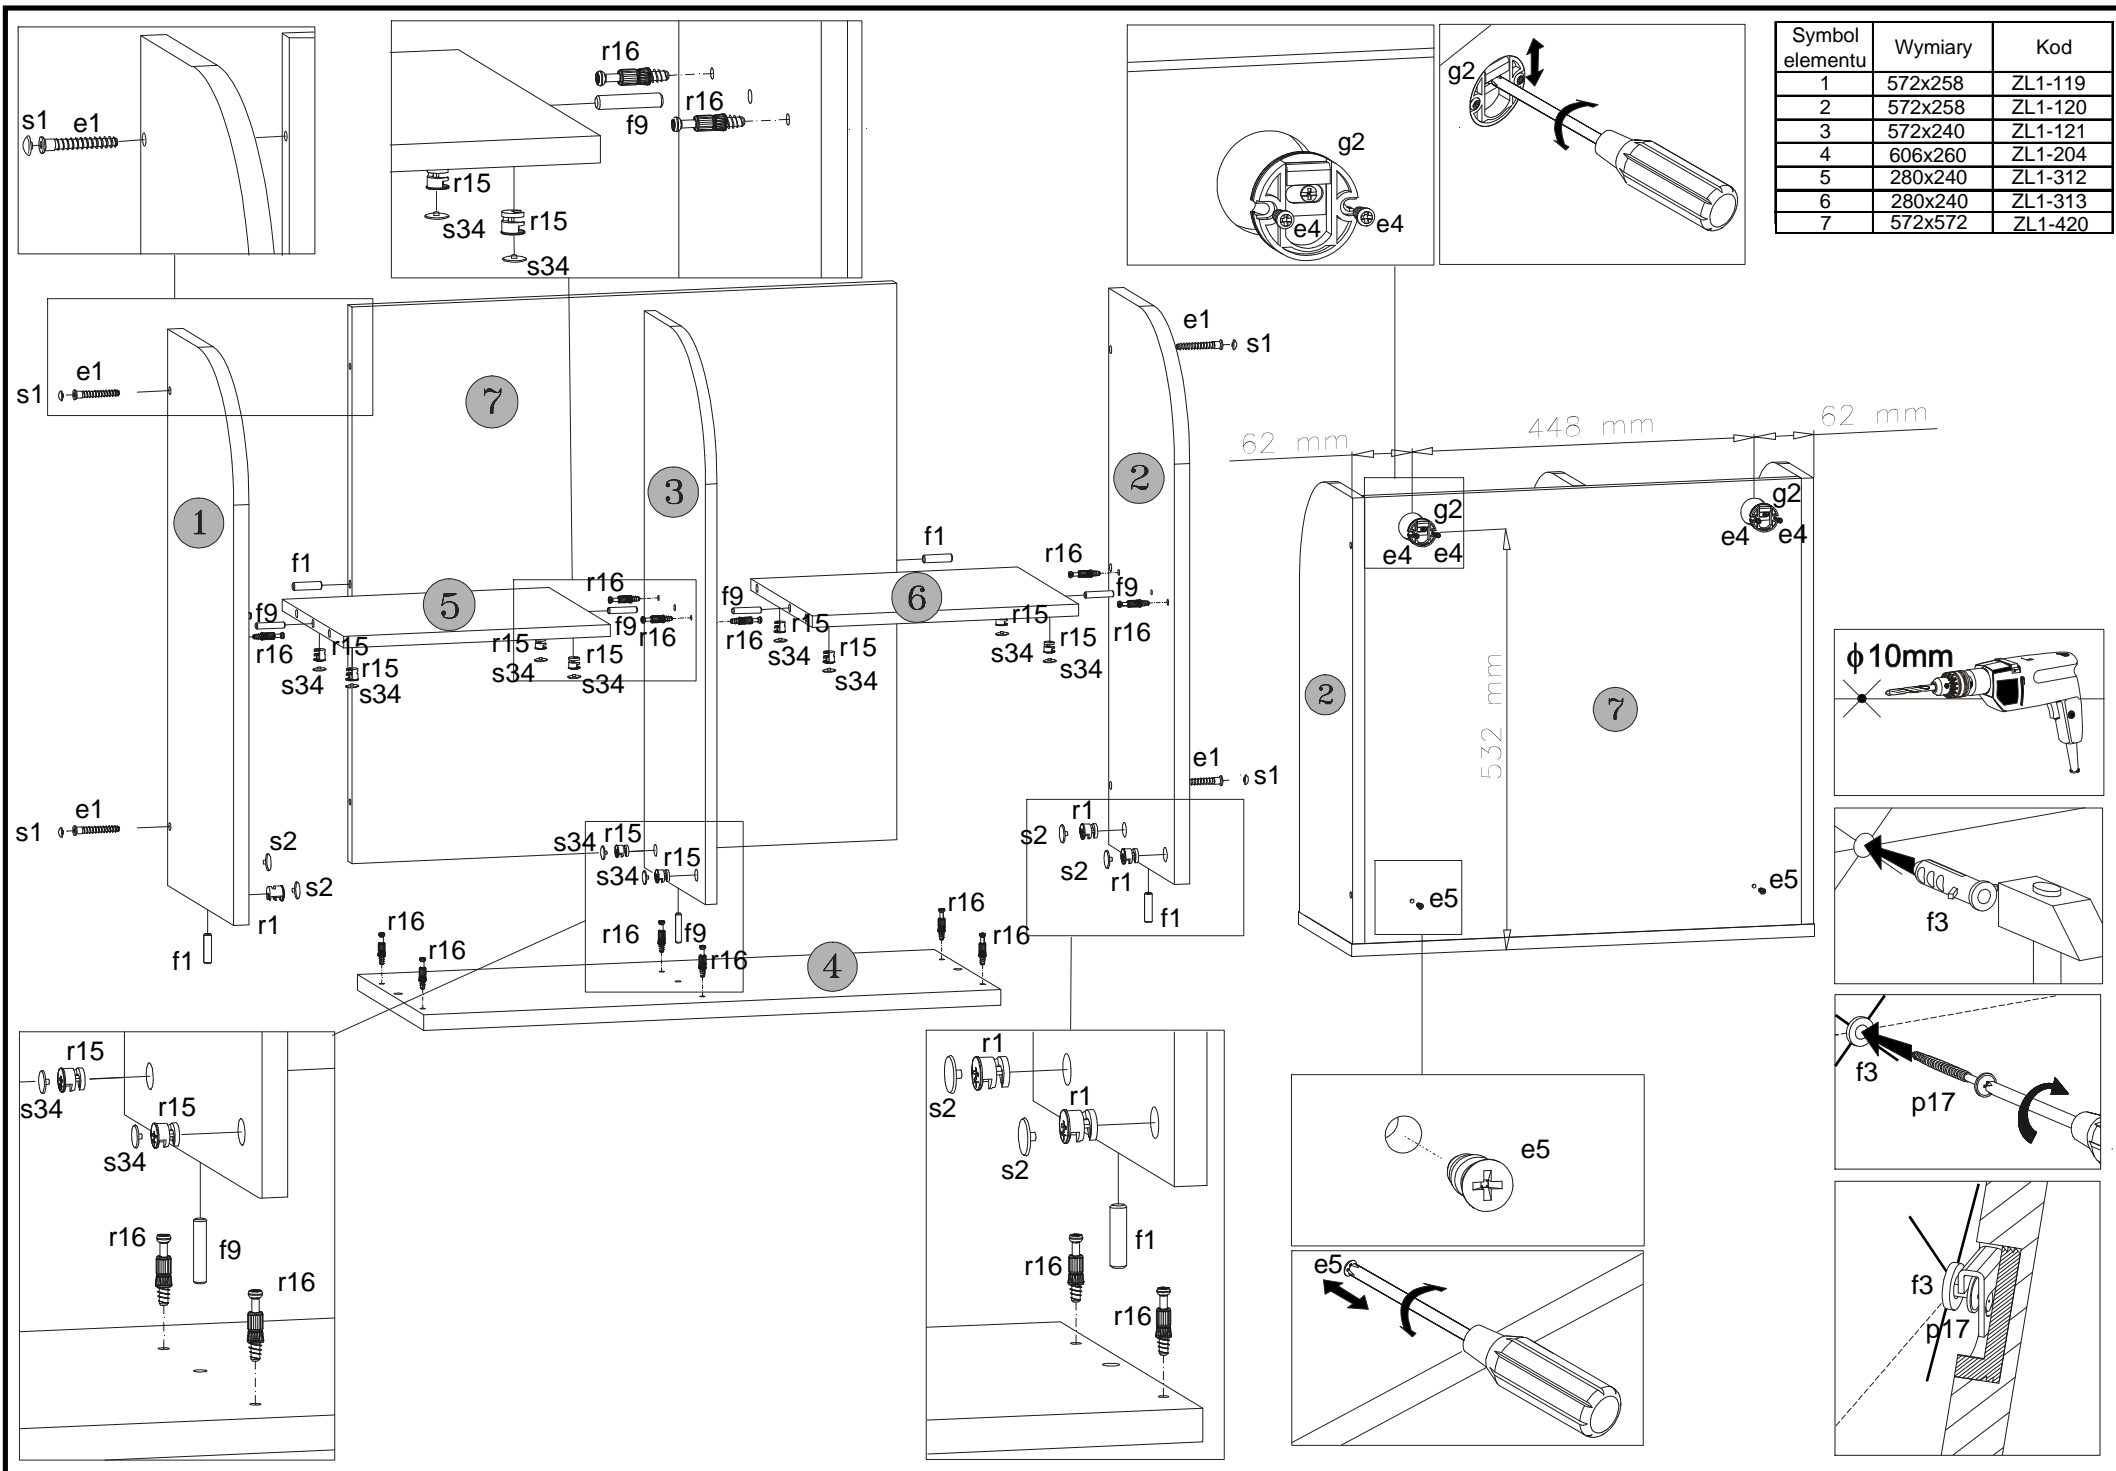 s1
e1
r16
r16
f9
r15
s34
r15
s34
g2
e4
e4
g2
Symbol elementu Wymiary Kod
1 572x258 ZL1-119
2 572x258 ZL1-120
3 572x240 ZL1-121
4 606x260 ZL1-204
5 280x240 ZL1-312
6 280x240 ZL1-313
7 572x572 ZL1-420
s1
e1
7
3
1
2
e1
s1
f1
f9
r16
5
r15
s34
r15
s34
r16
f9
r16
r15
s34
r15
s34
f1
6
f9
r16
r15
s34
r15
s34
r16
f9
r16
r15
s34
r15
s34
s1
e1
s2
s2
r1
f1
s34
r15
s34
r15
r16
f9
r16
r16
r16
r16
r16
4
e1
s1
r1
s2
s2
r1
f1
62 mm
448 mm
62 mm
g2
e4
e4
g2
e4
e4
532 mm
2
7
e5
e5
ϕ10mm
f3
f3
p17
f3
p17
r15
s34
r15
s34
r16
f9
r16
r1
s2
r1
s2
f1
r16
r16
e5
e5